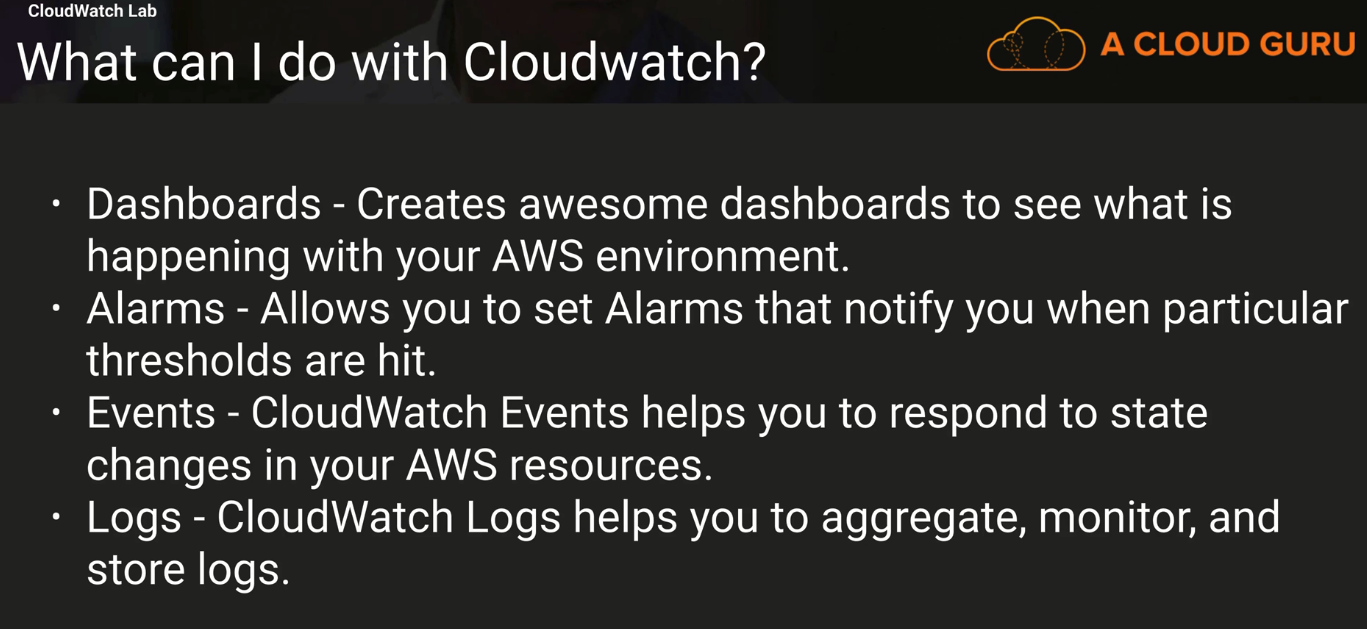 CloudWatch Lab
What can I do with Cloudwatch?
A CLOUD GURU
• Dashboards - Creates awesome dashboards to see what is
happening with your AWS environment.
• Alarms - Allows you to set Alarms that notify you when particular
thresholds are hit.
• Events - CloudWatch Events helps you to respond to state
changes in your AWS resources.
• Logs - CloudWatch Logs helps you to aggregate, monitor, and
store logs.